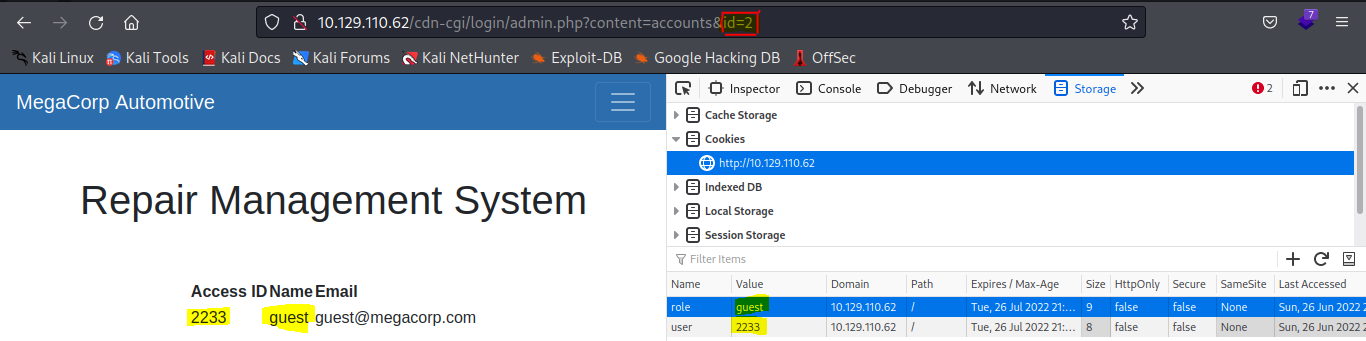 10.129.110.62/cdn-cgi/login/admin.php?content=accounts&id=2
7
Kali Linux Kali Tools Kali Docs Kali Forums Kali NetHunter Exploit-DB Google Hacking DB OffSec
MegaCorp Automotive
Repair Management System
Access ID Name Email
2233 guest guest@megacorp.com
Inspector Console Debugger Network Storage 2
Cache Storage
Cookies
http://10.129.110.62
Indexed DB
Local Storage
Session Storage
Filter Items
Name Value Domain Path Expires / Max-Age Size HttpOnly Secure SameSite Last Accessed
role guest 10.129.110.62 / Tue, 26 Jul 2022 21:... 9 false false None Sun, 26 Jun 2022 2
user 2233 10.129.110.62 / Tue, 26 Jul 2022 21:... 8 false false None Sun, 26 Jun 2022 2